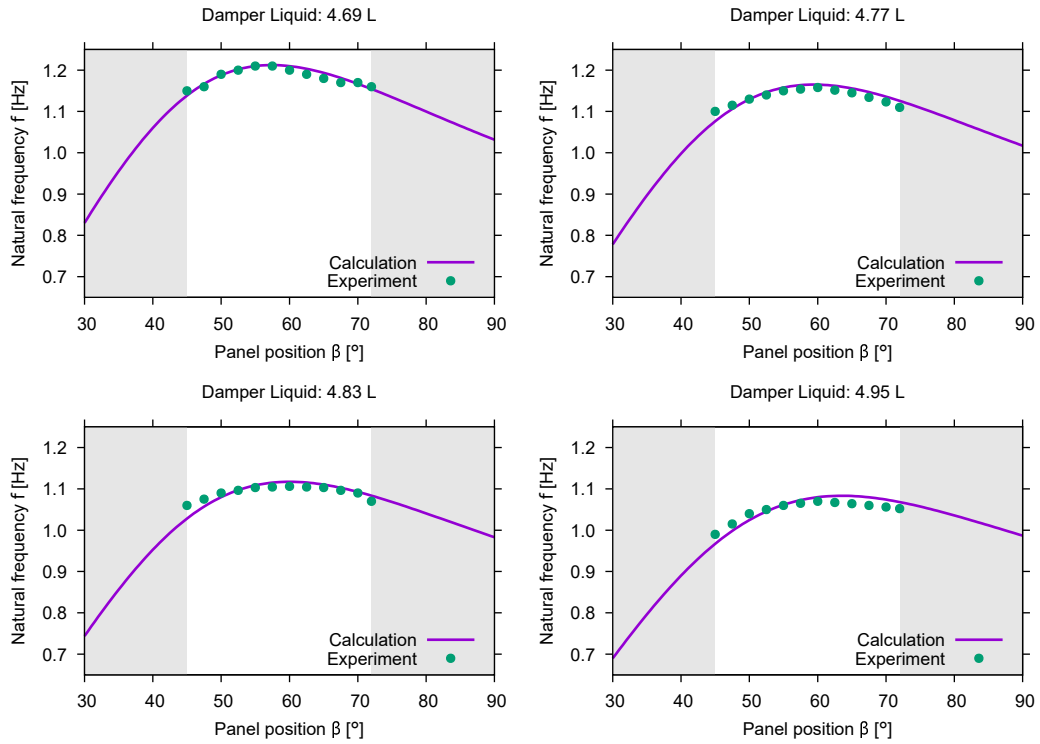 Damper Liquid: 4.69 L
Natural frequency f [Hz]
1.2
1.1
1.0
0.9
0.8
0.7
Calculation
Experiment
30 40 50 60 70 80 90
Panel position β [°]
Damper Liquid: 4.77 L
Natural frequency f [Hz]
1.2
1.1
1.0
0.9
0.8
0.7
Calculation
Experiment
30 40 50 60 70 80 90
Panel position β [°]
Damper Liquid: 4.83 L
Natural frequency f [Hz]
1.2
1.1
1.0
0.9
0.8
0.7
Calculation
Experiment
30 40 50 60 70 80 90
Panel position β [°]
Damper Liquid: 4.95 L
Natural frequency f [Hz]
1.2
1.1
1.0
0.9
0.8
0.7
Calculation
Experiment
30 40 50 60 70 80 90
Panel position β [°]